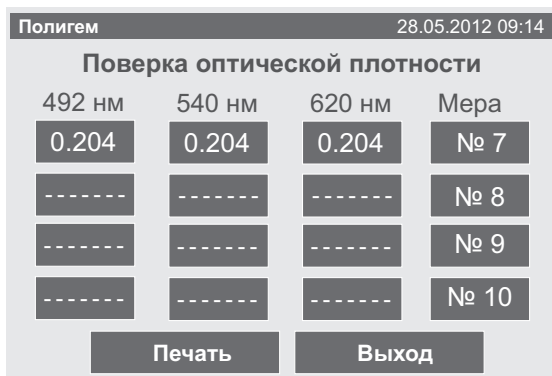 Полигем 28.05.2012 09:14
Поверка оптической плотности
492 нм 540 нм 620 нм Мера
0.204 0.204 0.204 № 7
------- ------- ------- № 8
------- ------- ------- № 9
------- ------- ------- № 10
Печать Выход